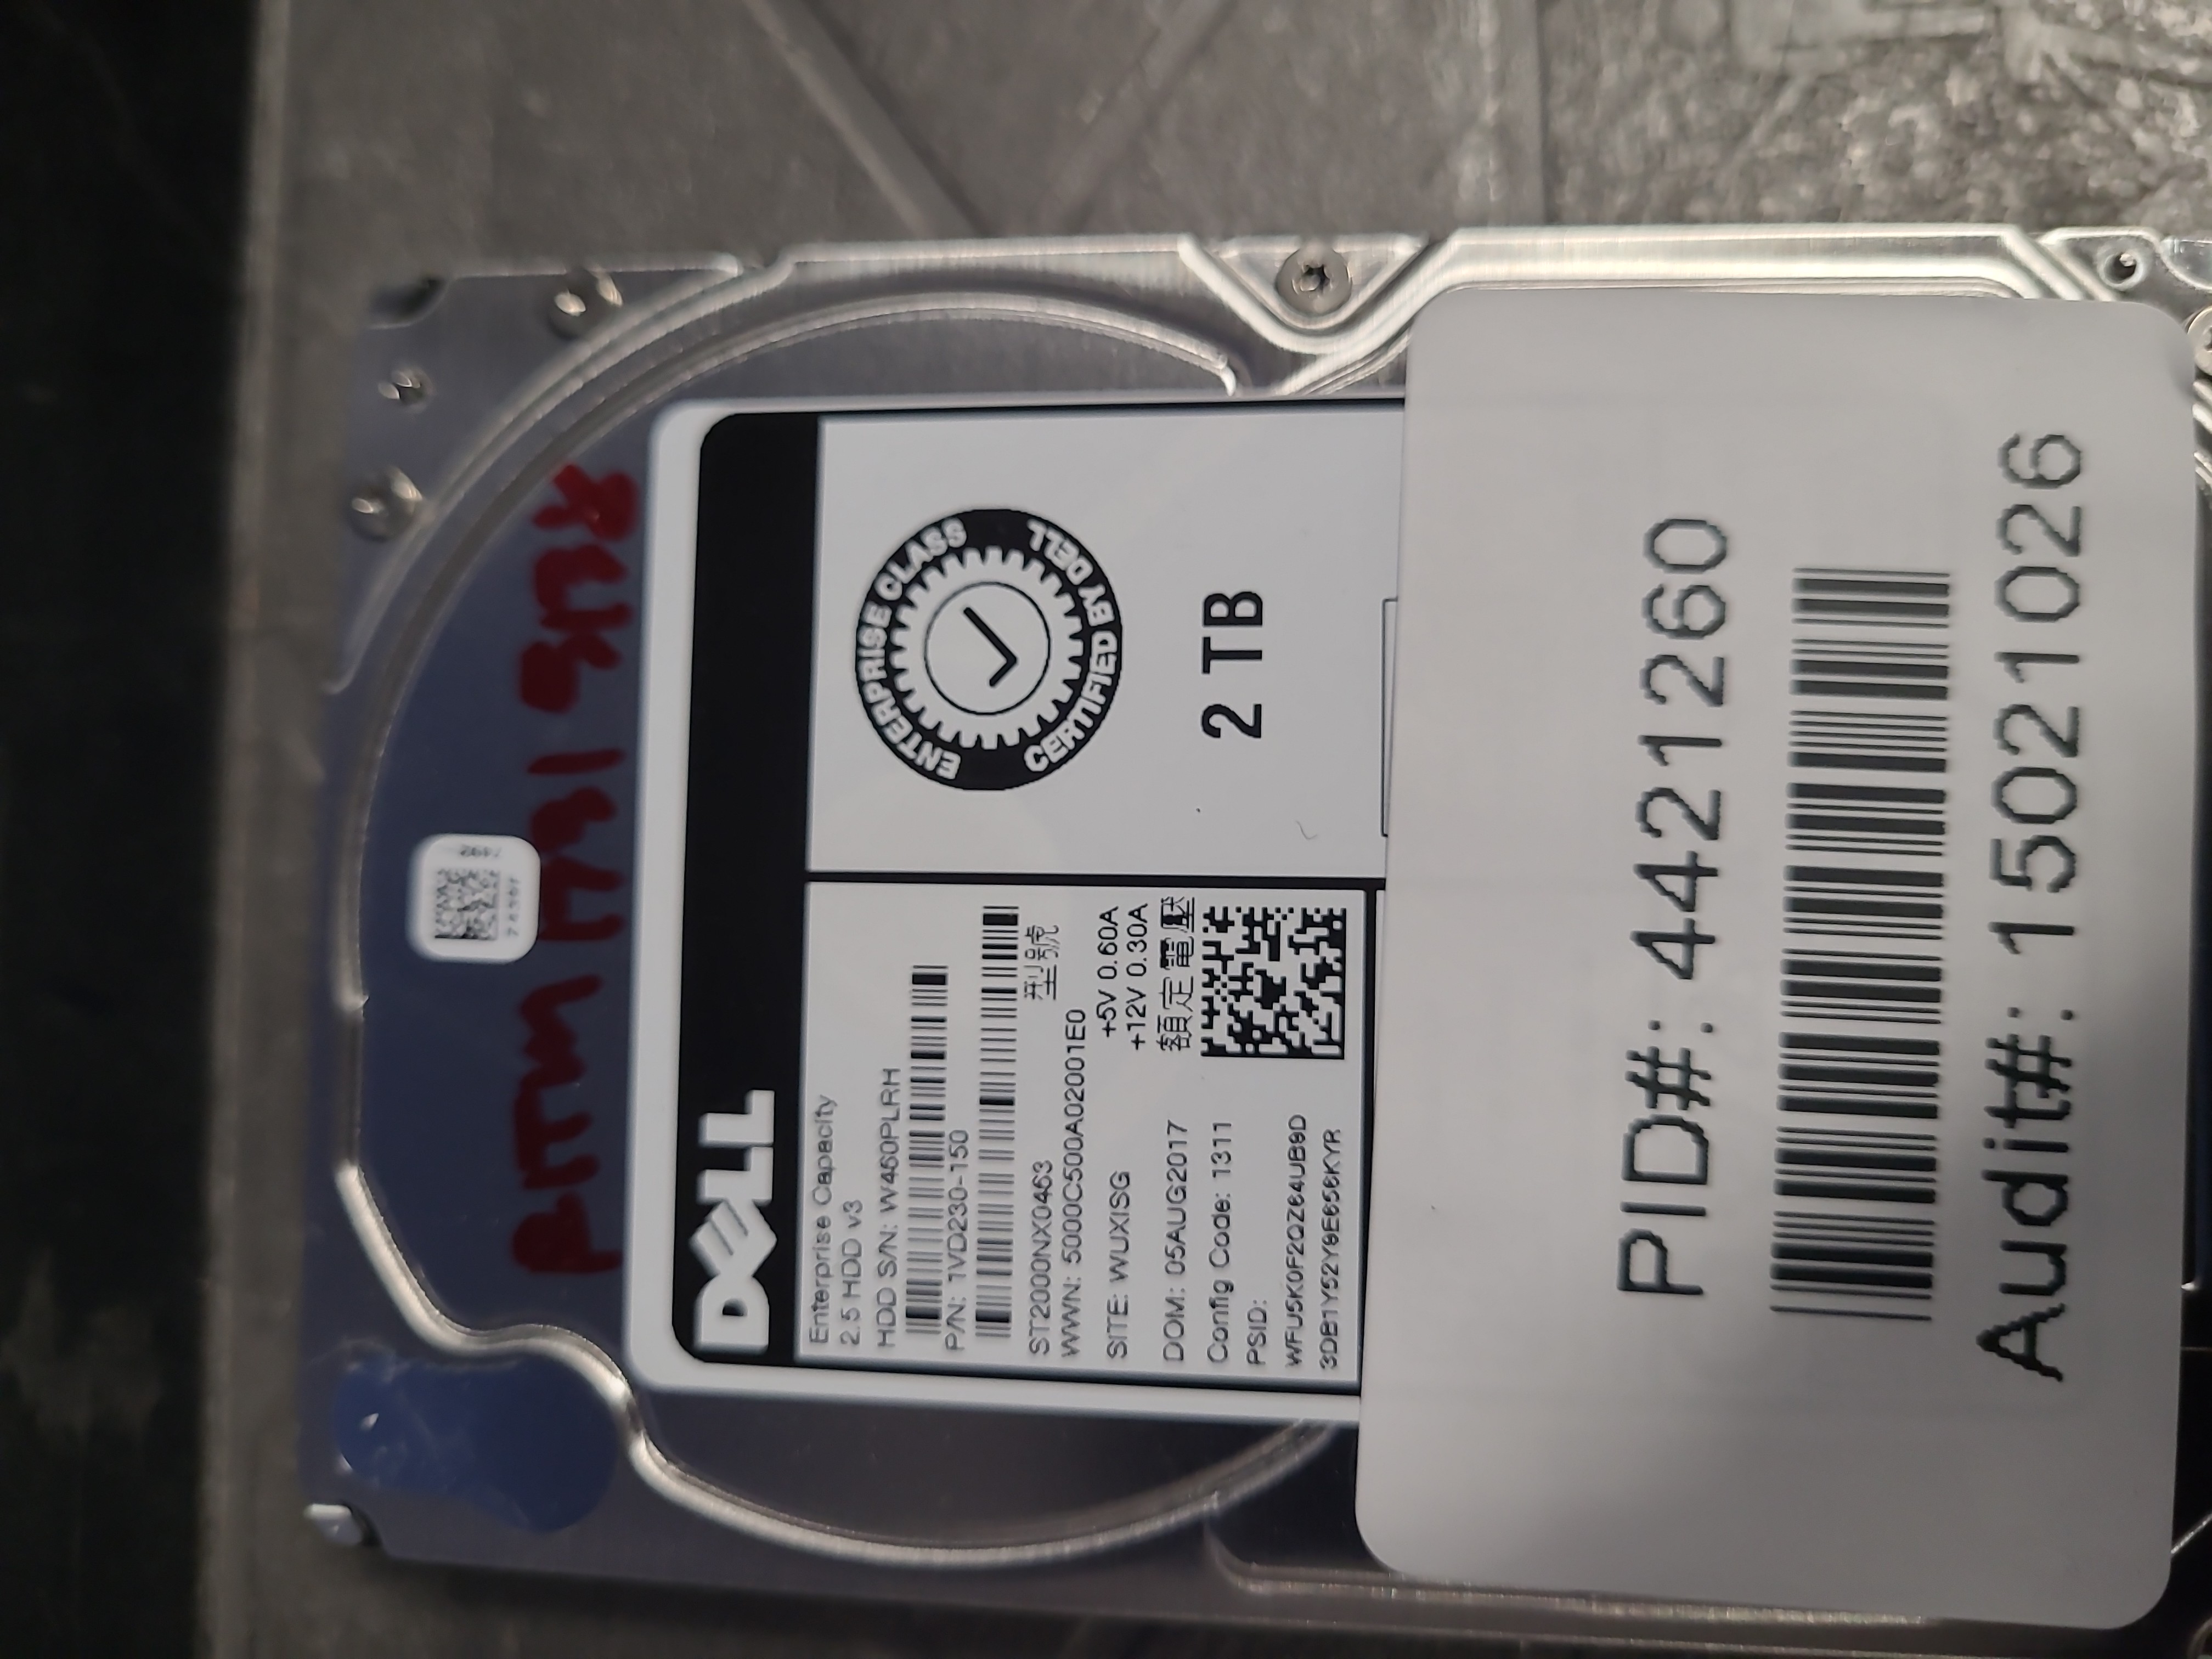 DELL
Enterprise Capacity
2.5 HDD v3
HDD S/N: W460PLRH
P/N: 1VD230-150
ST2000NX0463 型號
WWN: 5000C500A02001E0
SITE: WUXISG
+5V 0.60A
+12V 0.30A
DOM: 05AUG2017
額定電壓
Config Code: 1311
PSID:
WFU5K0F2QZ64UB9D
3DB1Y52Y9E656KYR
ENTERPRISE CLASS
CERTIFIED BY DELL
2 TB
PID#: 4421260
Audit#: 15021026